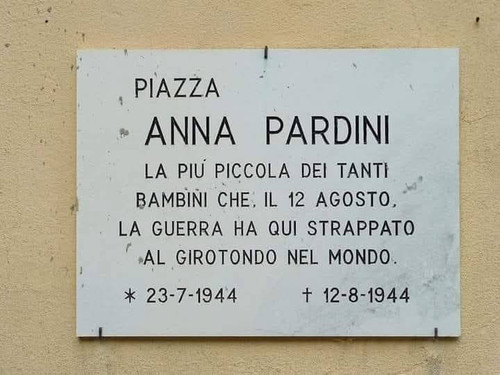 PIAZZA
ANNA PARDINI
LA PIU' PICCOLA DEI TANTI
BAMBINI CHE, IL 12 AGOSTO,
LA GUERRA HA QUI STRAPPATO
AL GIROTONDO NEL MONDO.
* 23-7-1944 † 12-8-1944